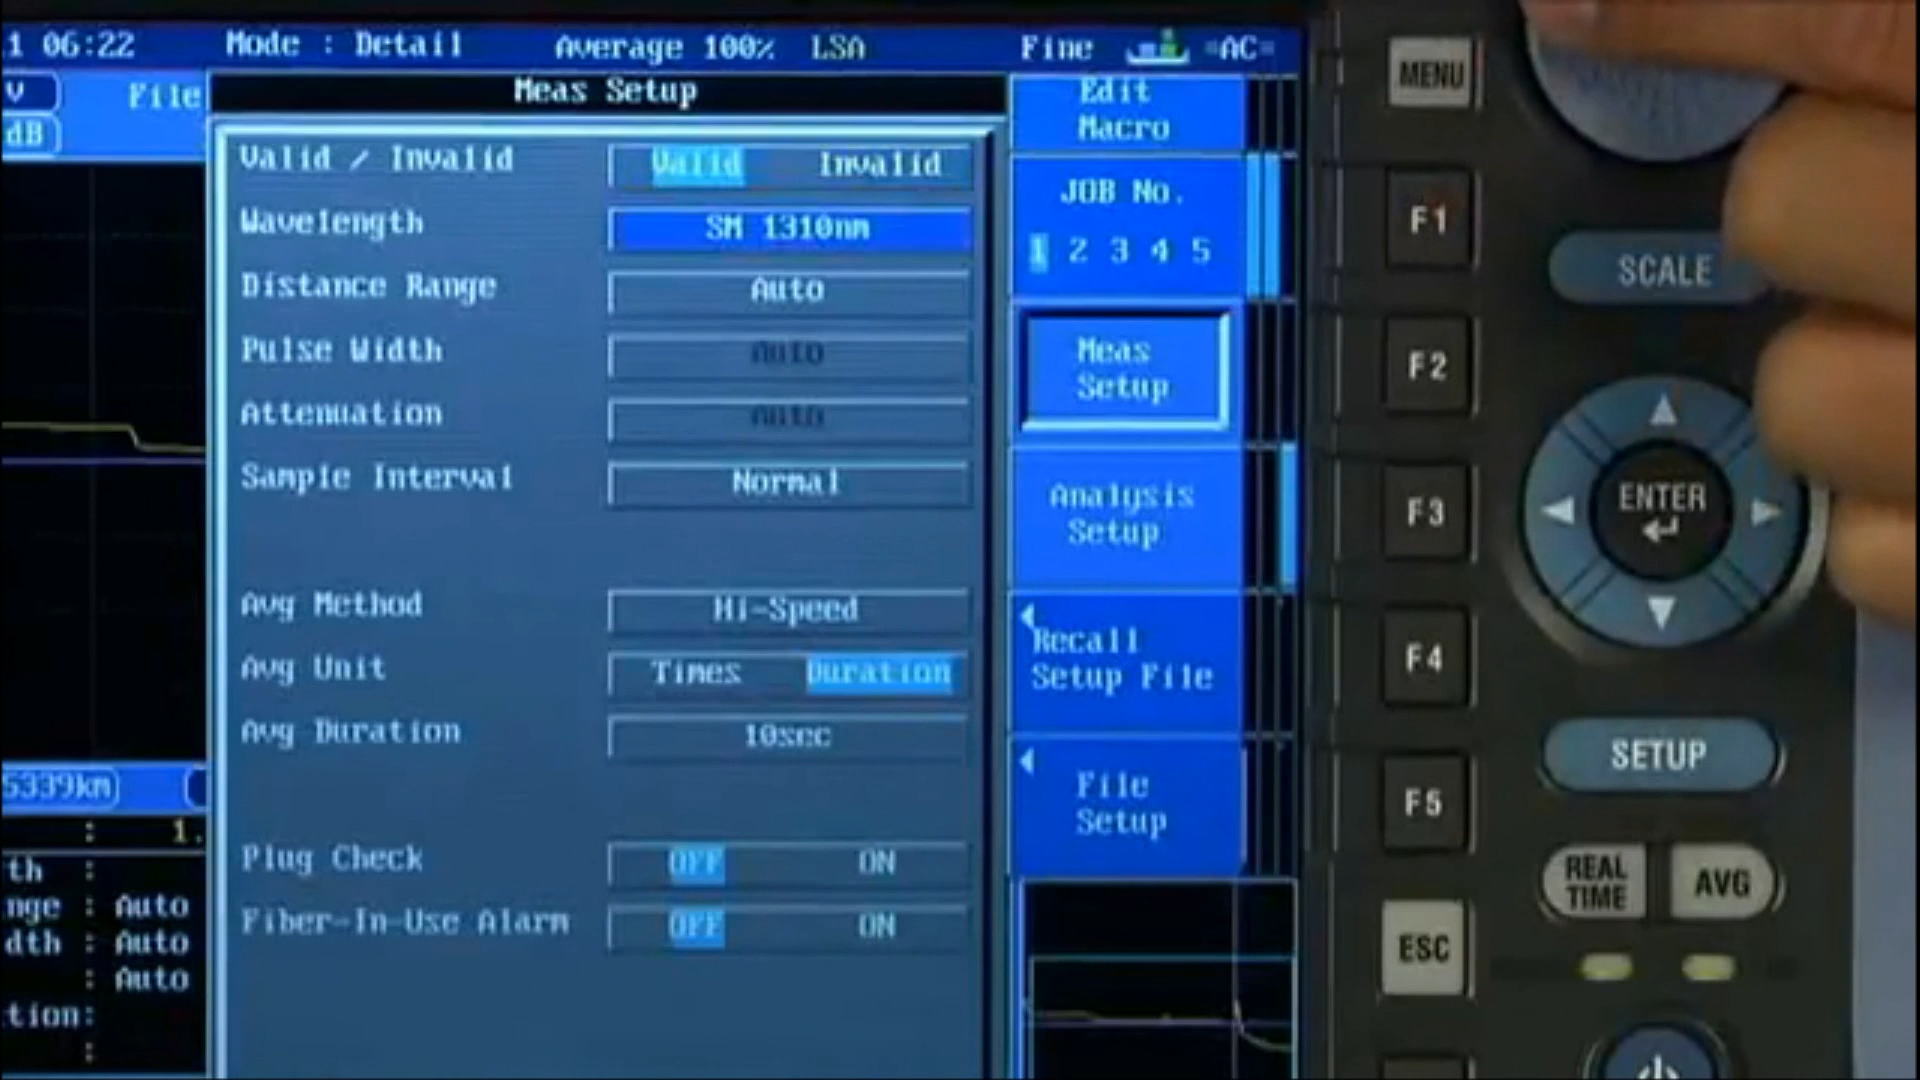 1 06:22 Mode : Detail Average 100% LSA Fine =AC=
V File
dB
Meas Setup
Valid / Invalid Valid Invalid
Wavelength SM 1310nm
Distance Range Auto
Pulse Width Auto
Attenuation Auto
Sample Interval Normal
Avg Method Hi-Speed
Avg Unit Times Duration
Avg Duration 10sec
Plug Check OFF ON
Fiber-In-Use Alarm OFF ON
5339km
: 1.
th :
nge : Auto
dth : Auto
: Auto
tion:
:
Edit
Macro
JOB No.
1 2 3 4 5
Meas
Setup
Analysis
Setup
Recall
Setup File
File
Setup
MENU
F1
F2
F3
F4
F5
ESC
SCALE
ENTER
SETUP
REAL
TIME
AVG